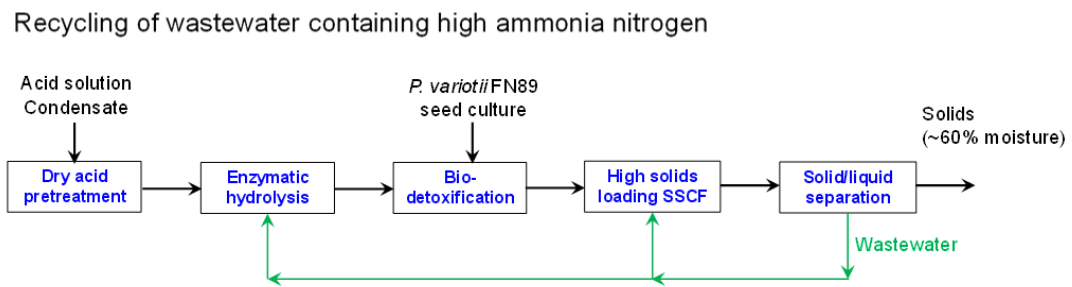 Recycling of wastewater containing high ammonia nitrogen
Acid solution
Condensate
P. variotii FN89
seed culture
Solids
(~60% moisture)
Dry acid
pretreatment
Enzymatic
hydrolysis
Bio-
detoxification
High solids
loading SSCF
Solid/liquid
separation
Wastewater